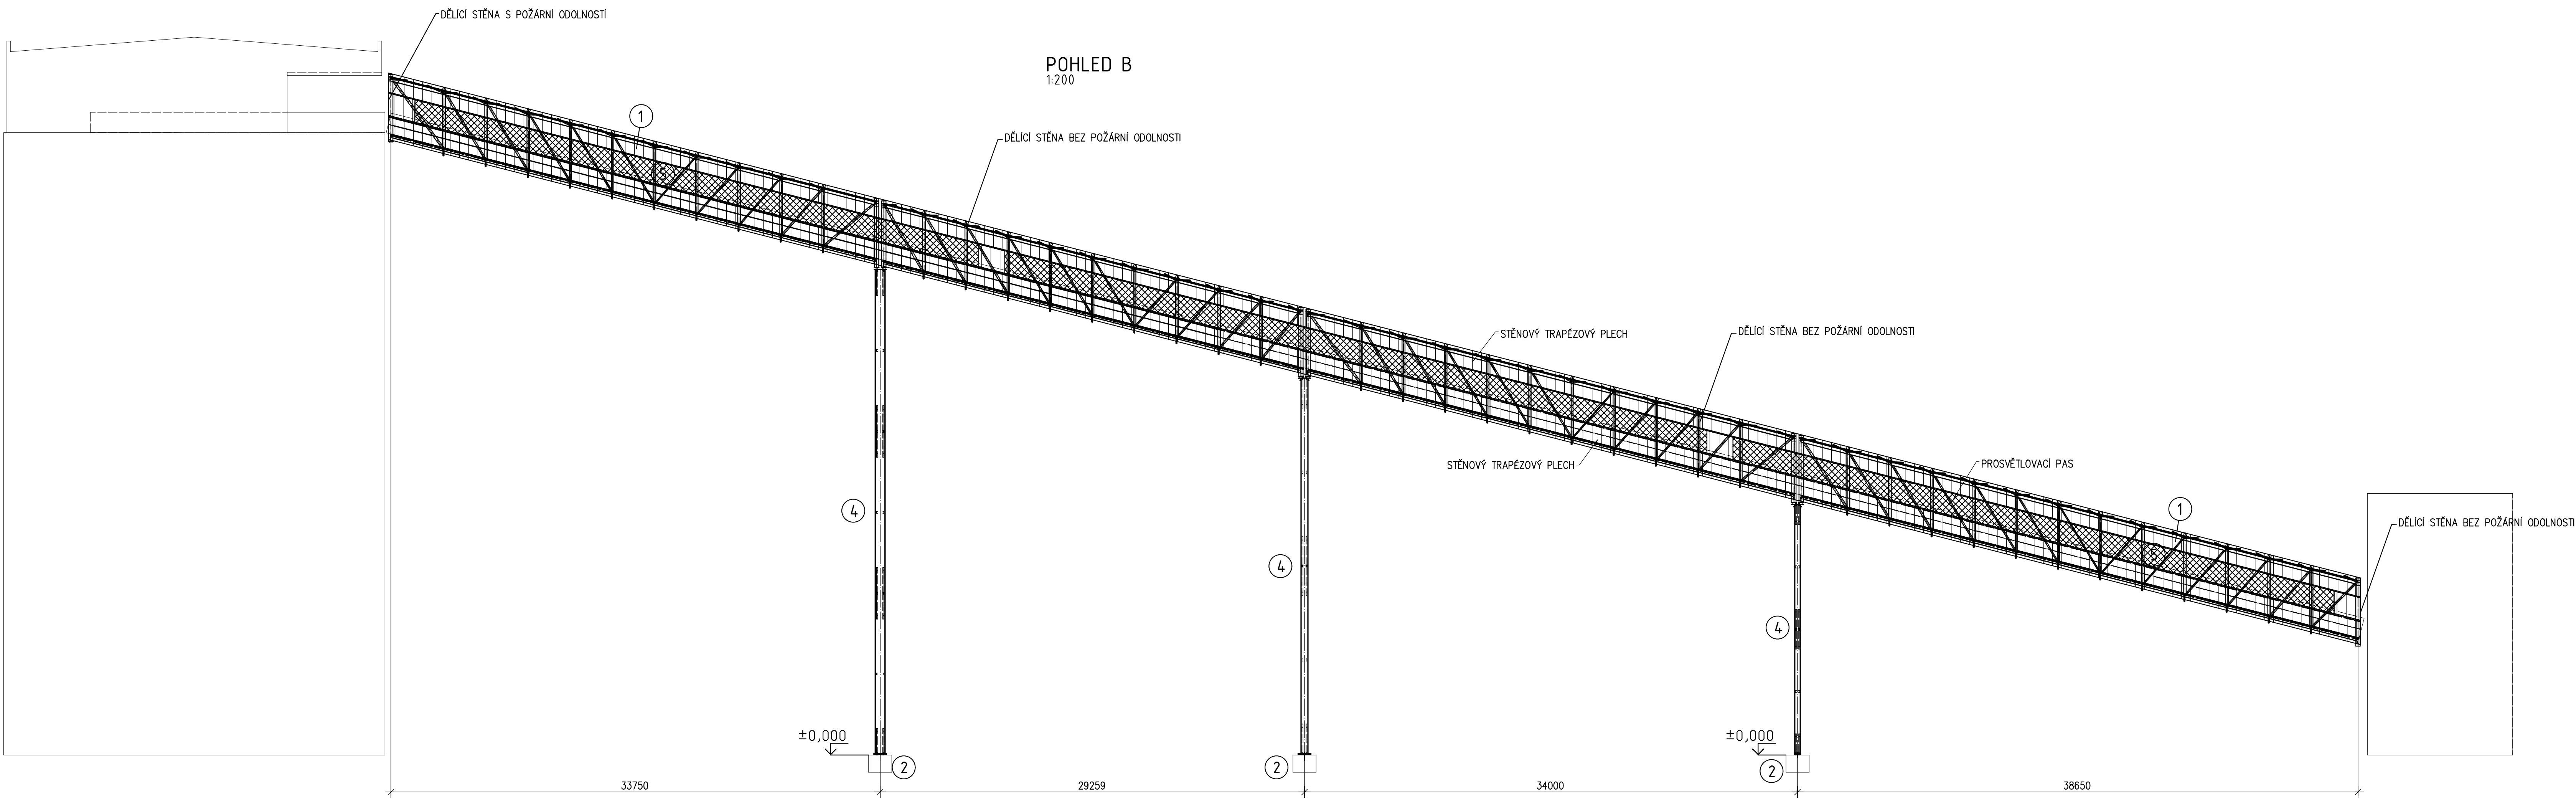 DĚLÍCÍ STĚNA S POŽÁRNÍ ODOLNOSTÍ
POHLED B
1:200
1
DĚLÍCÍ STĚNA BEZ POŽÁRNÍ ODOLNOSTI
STĚNOVÝ TRAPÉZOVÝ PLECH
DĚLÍCÍ STĚNA BEZ POŽÁRNÍ ODOLNOSTI
STĚNOVÝ TRAPÉZOVÝ PLECH
PROSVĚTLOVACÍ PAS
1
DĚLÍCÍ STĚNA BEZ POŽÁRNÍ ODOLNOSTI
4
4
4
±0,000
±0,000
2
2
2
33750
29259
34000
38650